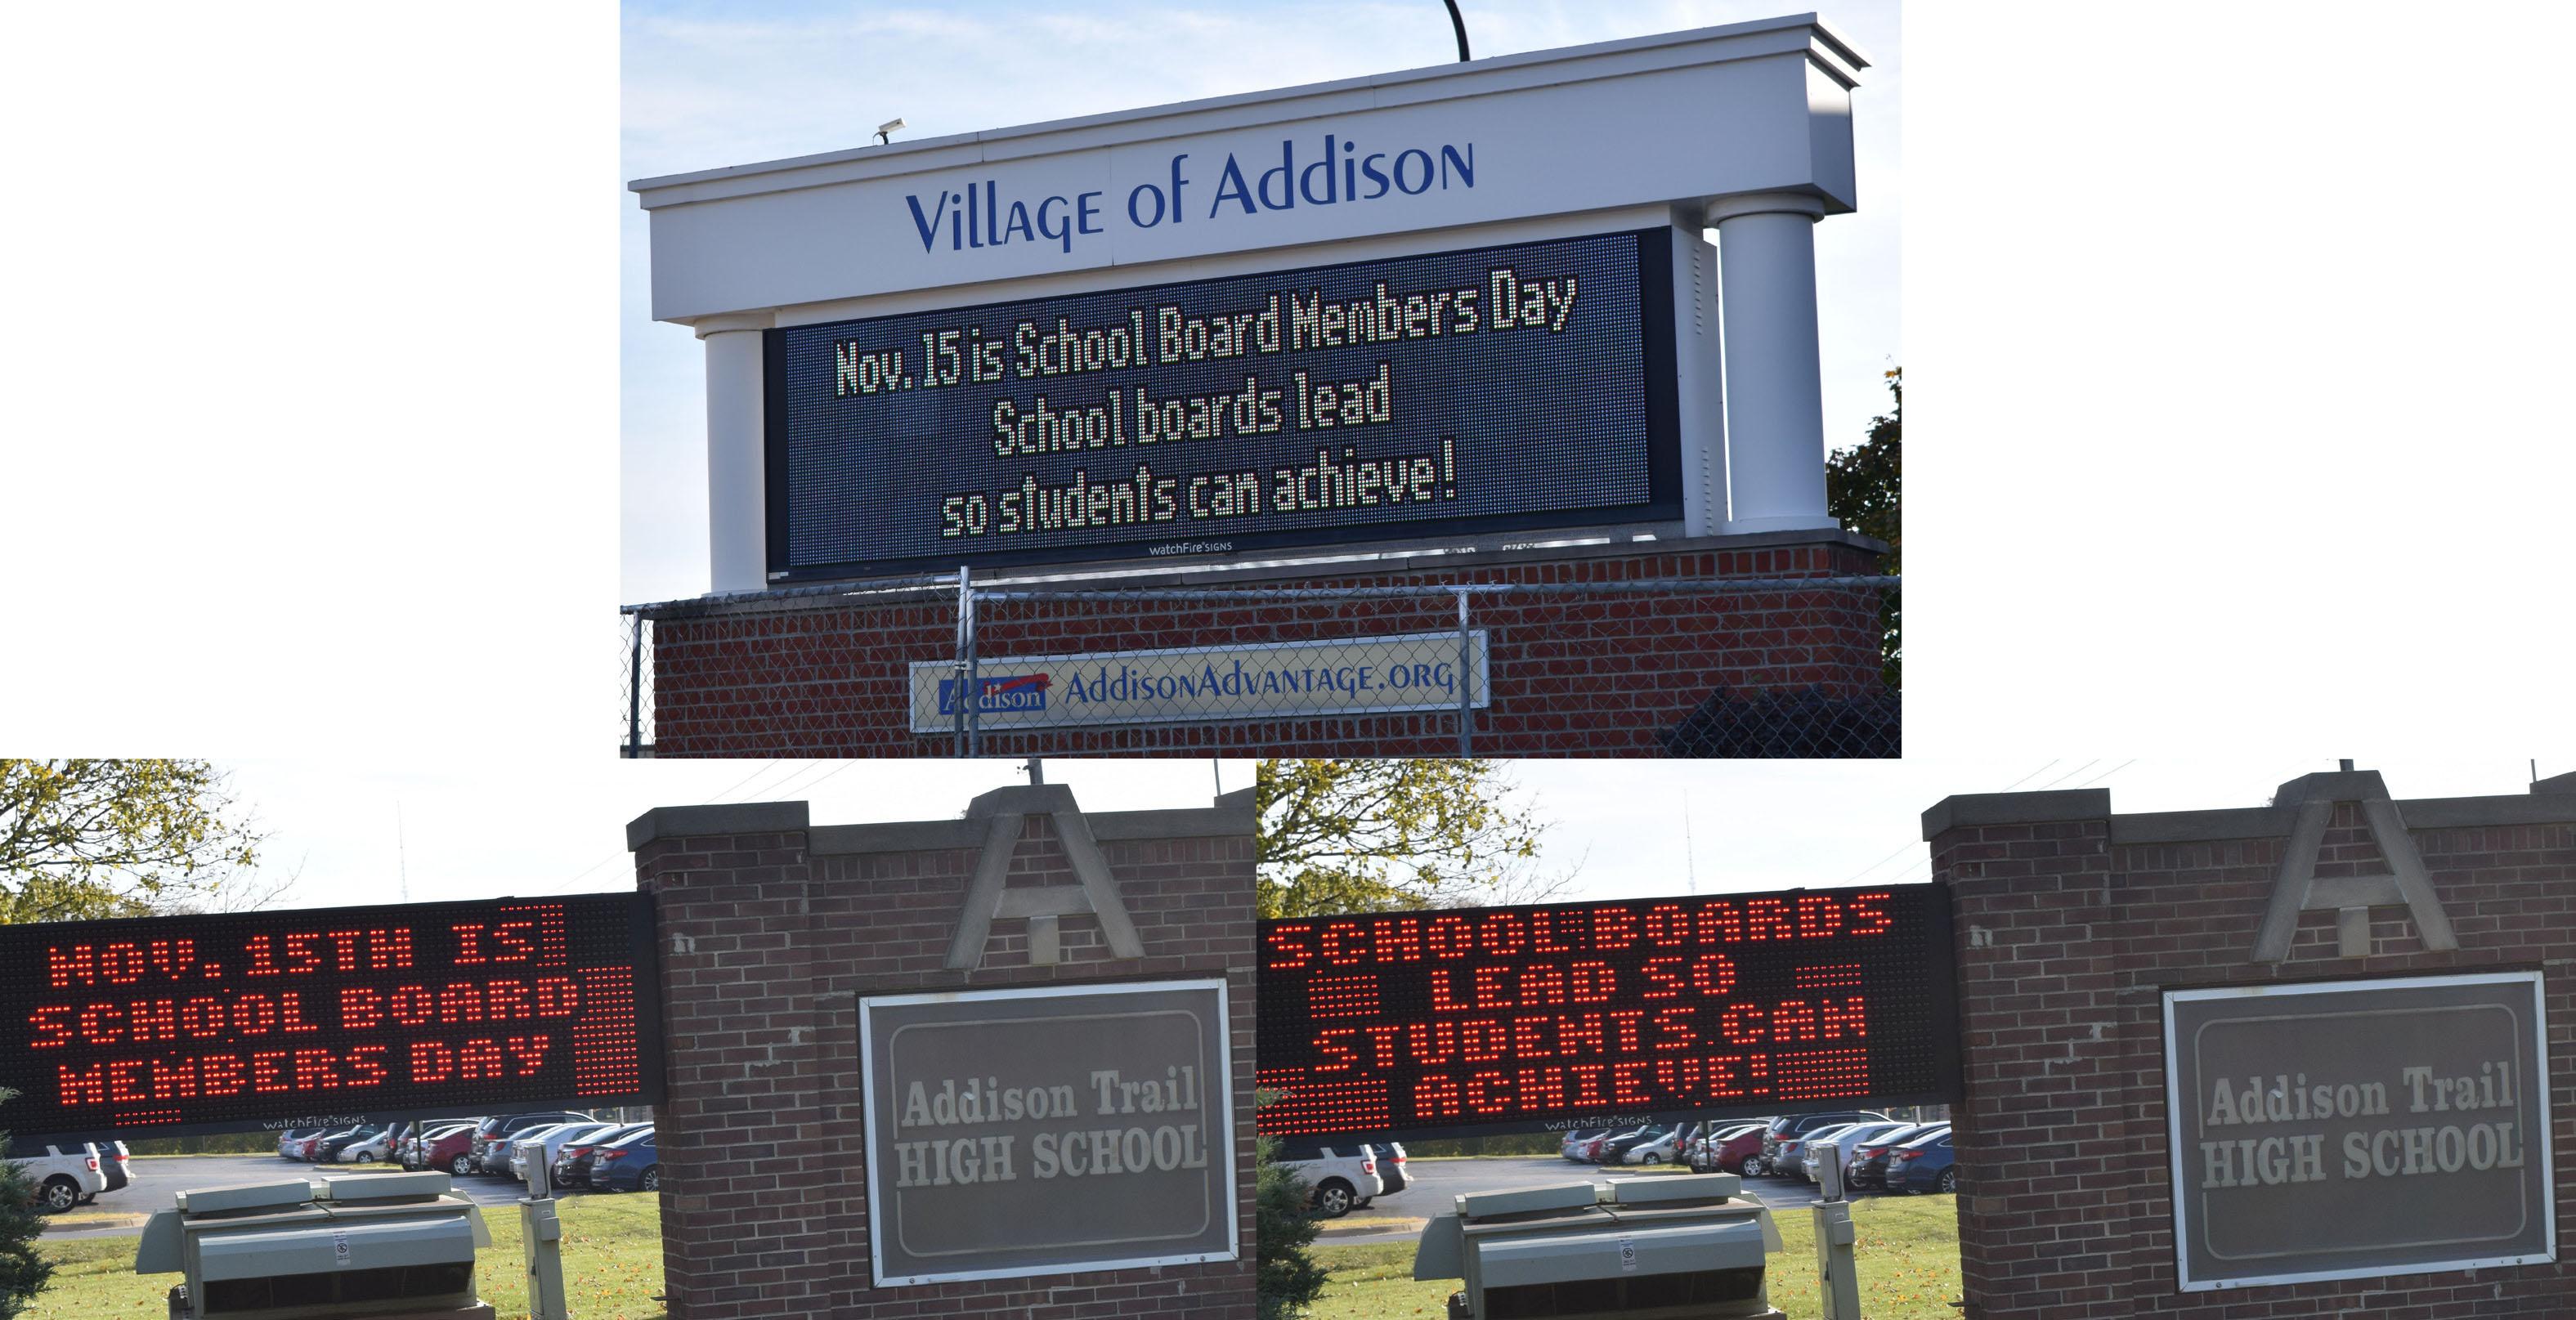 Village of Addison
Nov. 15 is School Board Members Day
School boards lead
so students can achieve!
watchFire SIGNS
Addison AddisonAdvantage.org
NOV. 15TH IS
SCHOOL BOARD
MEMBERS DAY
watchFire SIGNS
Addison Trail
HIGH SCHOOL
SCHOOL BOARDS
LEAD SO
STUDENTS CAN
ACHIEVE!
watchFire SIGNS
Addison Trail
HIGH SCHOOL